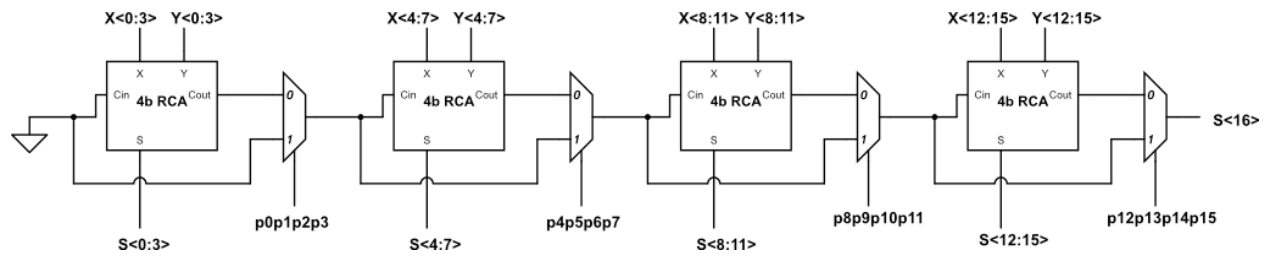 X<0:3> Y<0:3> X<4:7> Y<4:7> X<8:11> Y<8:11> X<12:15> Y<12:15>
X Y X Y X Y X Y
Cin 4b RCA Cout 0 Cin 4b RCA Cout 0 Cin 4b RCA Cout 0 Cin 4b RCA Cout 0
S<16>
S 1 S 1 S 1 S 1
p0p1p2p3 p4p5p6p7 p8p9p10p11 p12p13p14p15
S<0:3> S<4:7> S<8:11> S<12:15>